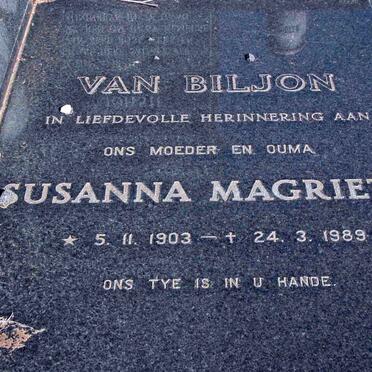 VAN BILJON
IN LIEFDEVOLLE HERINNERING AAN
ONS MOEDER EN OUMA
SUSANNA MAGRIET
★ 5. 11. 1903 — † 24. 3. 1989
ONS TYE IS IN U HANDE.